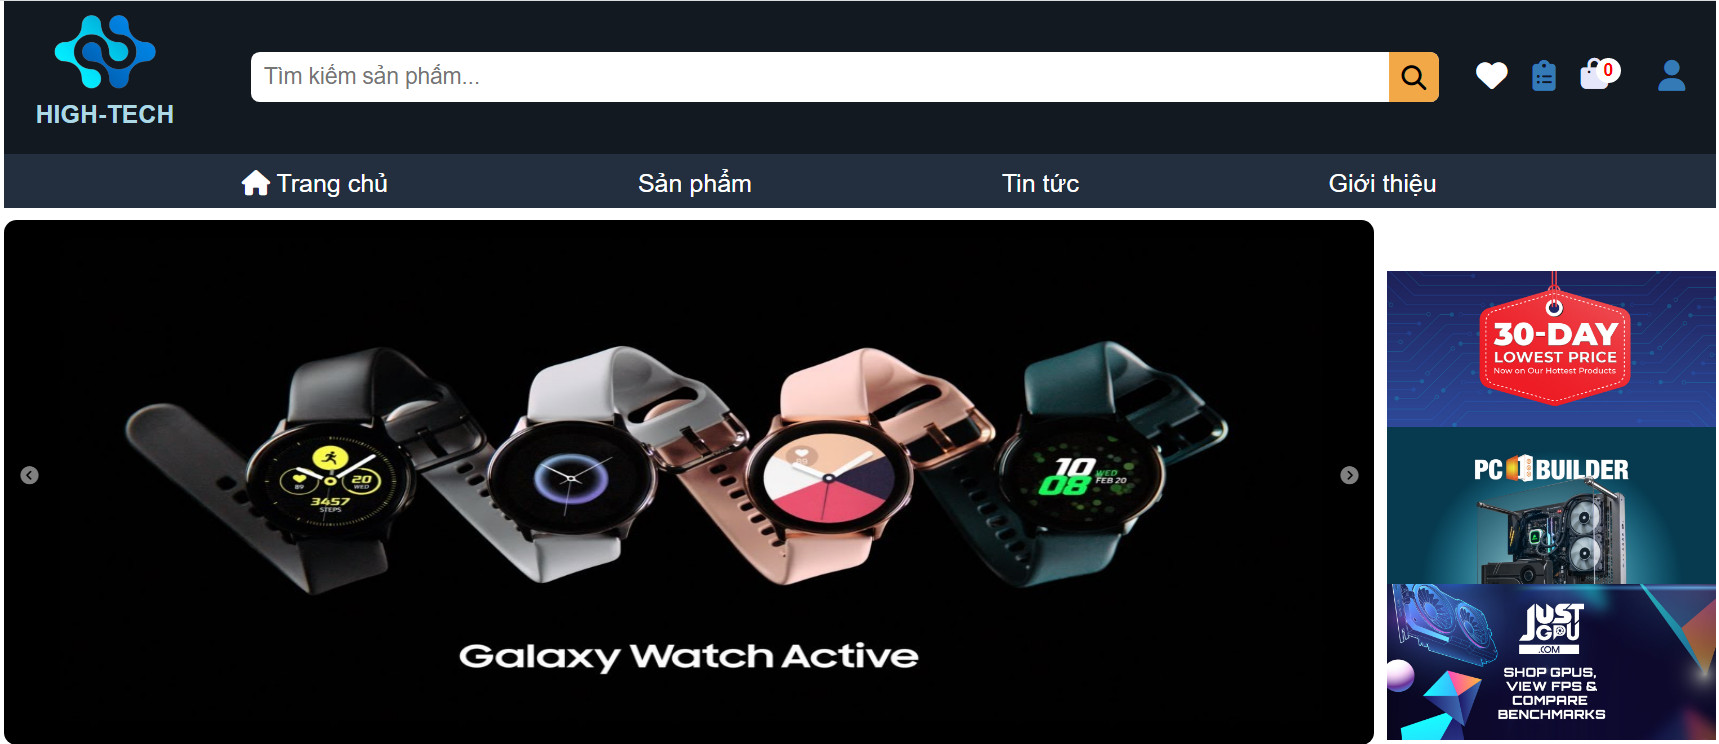 HIGH-TECH
Tìm kiếm sản phẩm...
0
Trang chủ
Sản phẩm
Tin tức
Giới thiệu
89
3457
STEPS
20
WED
10
08
WED
FEB 20
Galaxy Watch Active
30-DAY
LOWEST PRICE
Now on Our Hottest Products
PC BUILDER
JUST
GPU
.COM
SHOP GPUS,
VIEW FPS &
COMPARE
BENCHMARKS